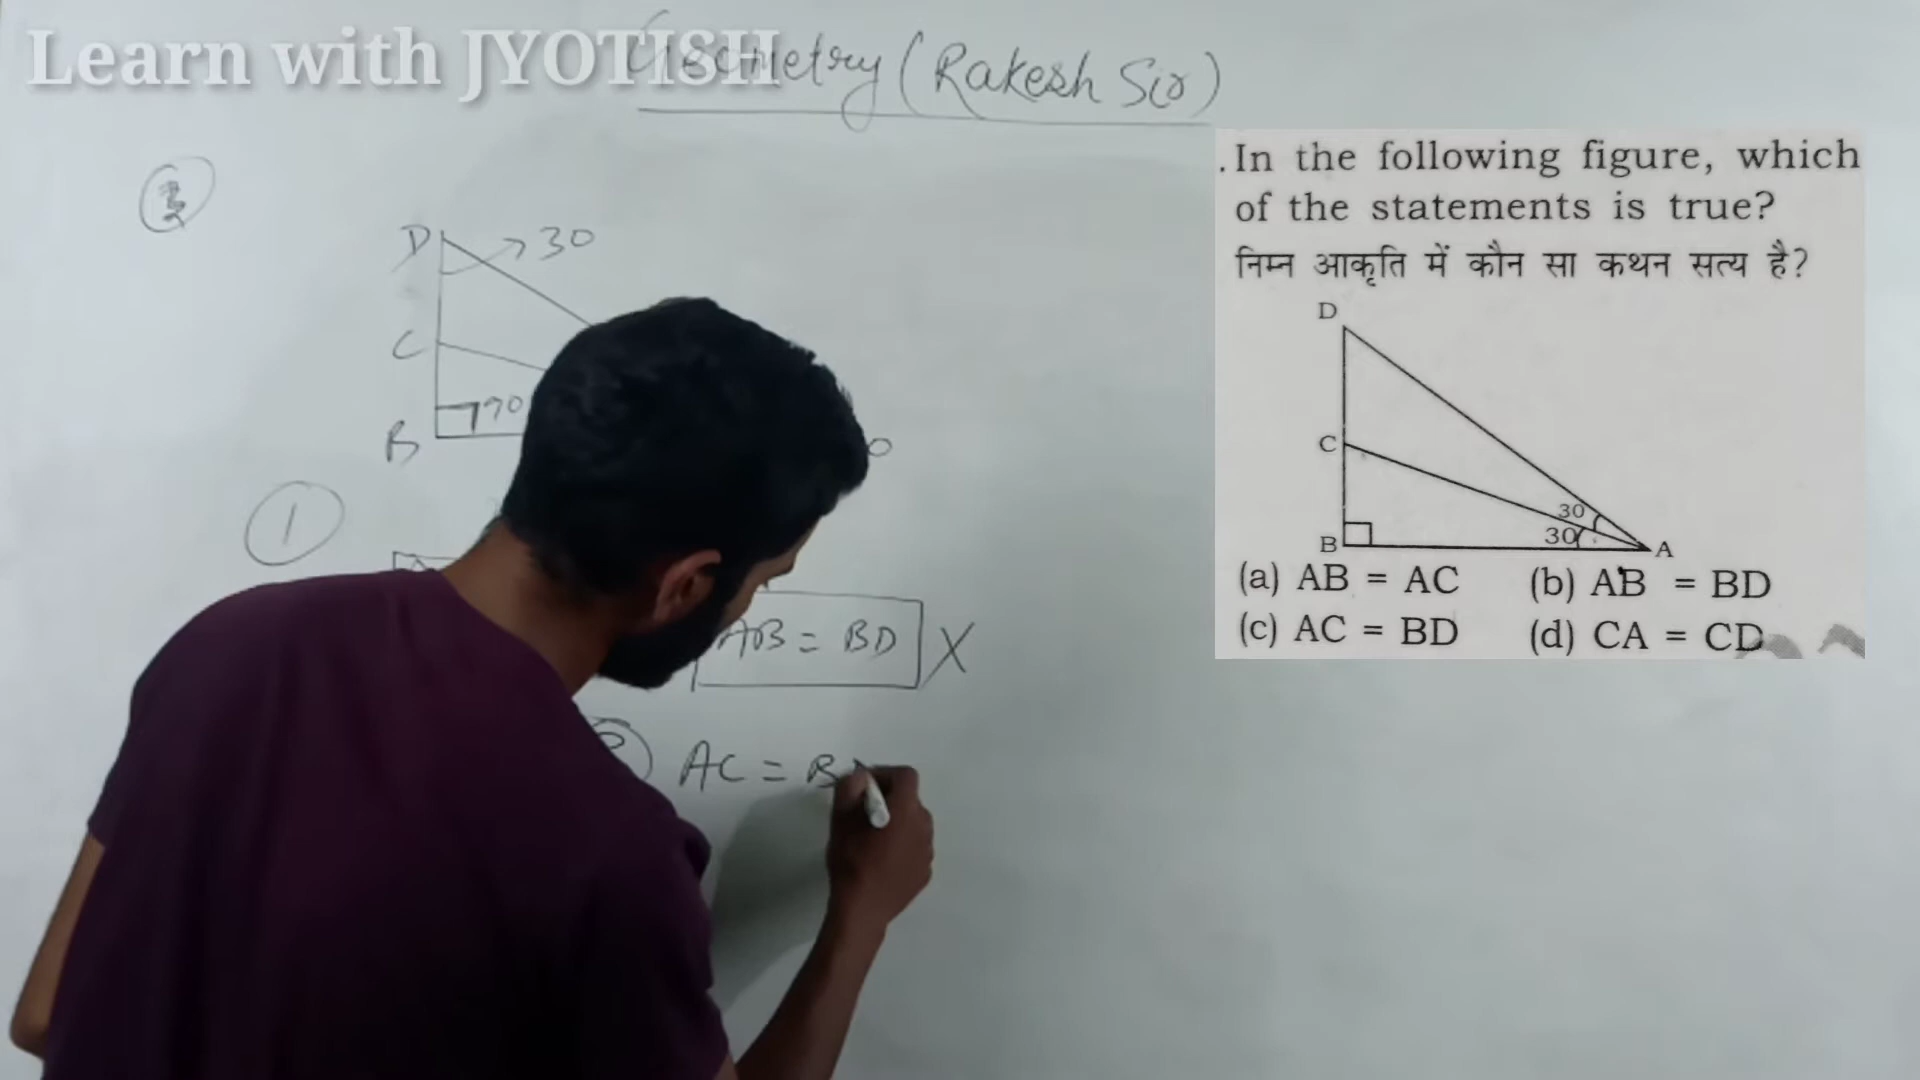 Learn with JYOTISH
Geometry (Rakesh Sir)
D
30
C
90
B
1
AB = BD X
AC = B
. In the following figure, which
of the statements is true?
निम्न आकृति में कौन सा कथन सत्य है?
D
C
30
30
B
A
(a) AB = AC (b) AB = BD
(c) AC = BD (d) CA = CD